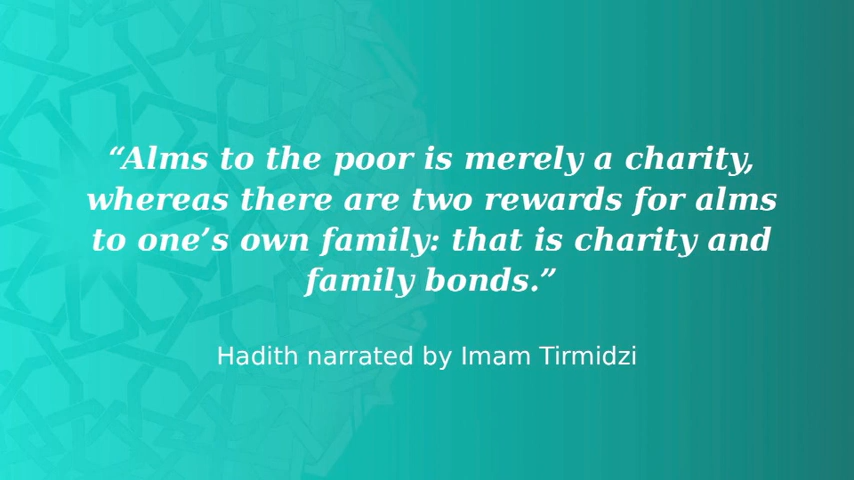 “Alms to the poor is merely a charity,
whereas there are two rewards for alms
to one’s own family: that is charity and
family bonds.”
Hadith narrated by Imam Tirmidzi